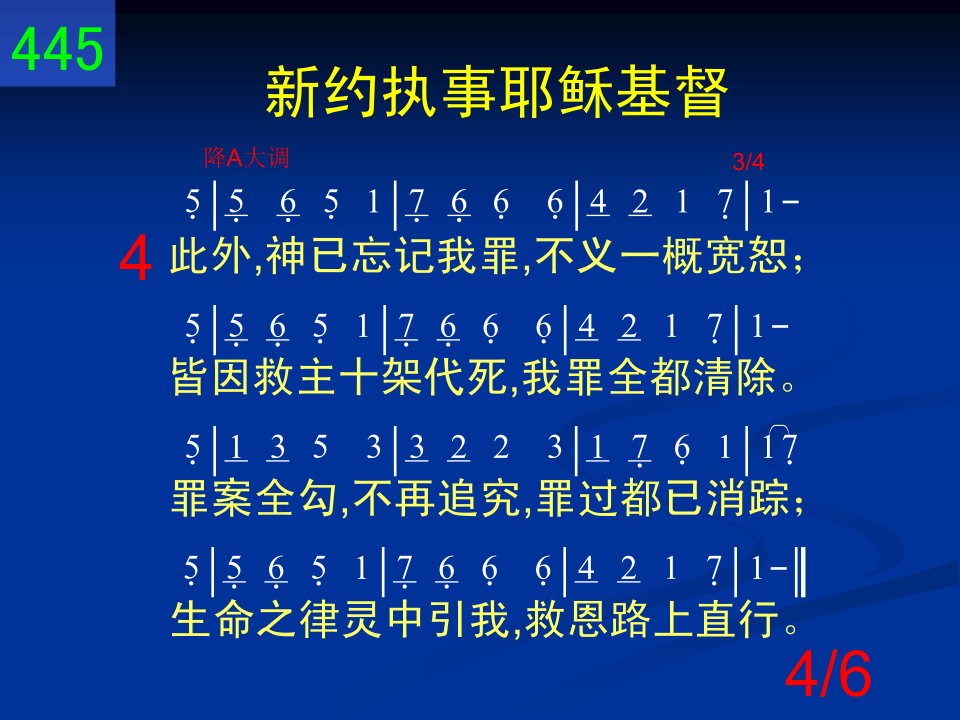 445
新约执事耶稣基督
降A大调 3/4
5̣|5̣ 6̣ 5̣ 1|7̣ 6̣ 6̣ 6̣|4 2 1 7̣|1-
4 此外,神已忘记我罪,不义一概宽恕;
5̣|5̣ 6̣ 5̣ 1|7̣ 6̣ 6̣ 6̣|4 2 1 7̣|1-
皆因救主十架代死,我罪全都清除。
5̣|1 3 5 3|3 2 2 3|1 7̣ 6̣ 1|1 7̣
罪案全勾,不再追究,罪过都已消踪;
5̣|5̣ 6̣ 5̣ 1|7̣ 6̣ 6̣ 6̣|4 2 1 7̣|1-‖
生命之律灵中引我,救恩路上直行。
4/6